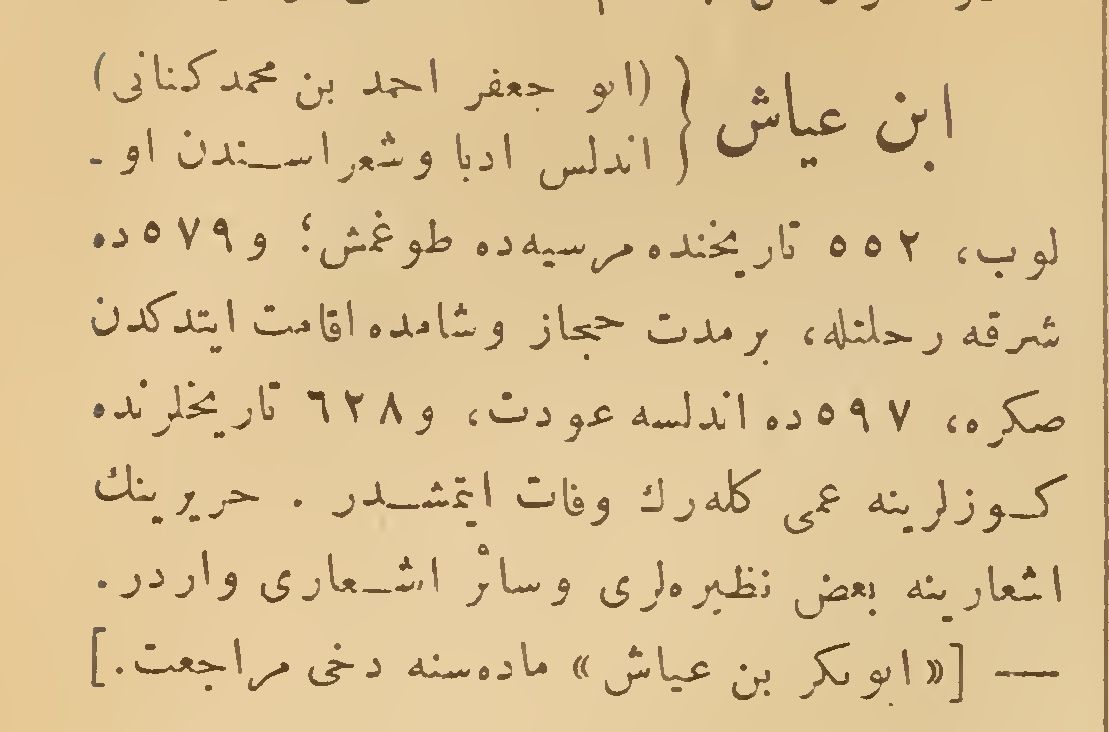 ابن عیاش { (ابو جعفر احمد بن محمد کنانی)
اندلس ادبا وشعراسندن او -
لوب، ٥٥٢ تاریخنده مرسیه‌ده طوغمش؛ و ٥٧٩ ده
شرقه رحلتله، بر مدت حجاز وشامده اقامت ایتدکدن
صکره، ٥٩٧ ده اندلسه عودت، و ٦٢٨ تاریخلرنده
کوزلرینه عمی کله‌رك وفات ایتمشدر . حریرینك
اشعارینه بعض نظیره‌لری وسائر اشعاری واردر.
— [« ابوبکر بن عیاش » ماده‌سنه دخی مراجعت.]